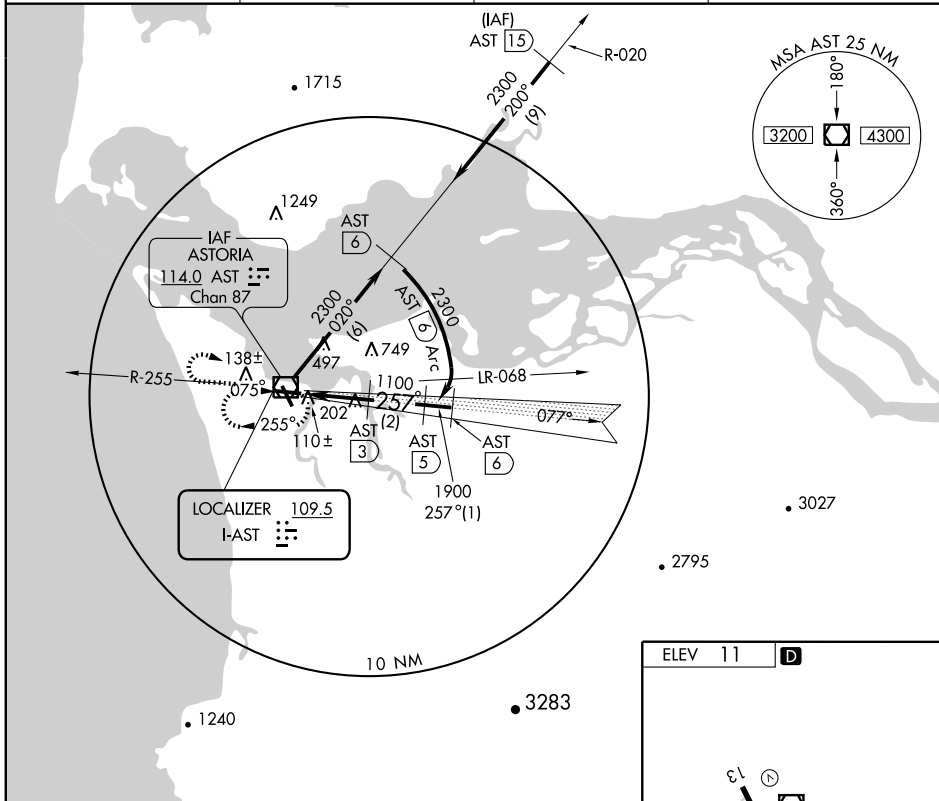 (IAF)
AST 15
R-020
2300
200°
(9)
MSA AST 25 NM
180°
3200
4300
360°
1715
1249
AST
6
IAF
ASTORIA
114.0 AST
Chan 87
2300
020°
(6)
2300
AST 6 Arc
497
749
138±
R-255
075°
1100
LR-068
257°
(2)
077°
202
255°
110±
AST
3
AST
5
AST
6
1900
257°(1)
LOCALIZER 109.5
I-AST
3027
2795
10 NM
3283
1240
ELEV 11 D
13
V